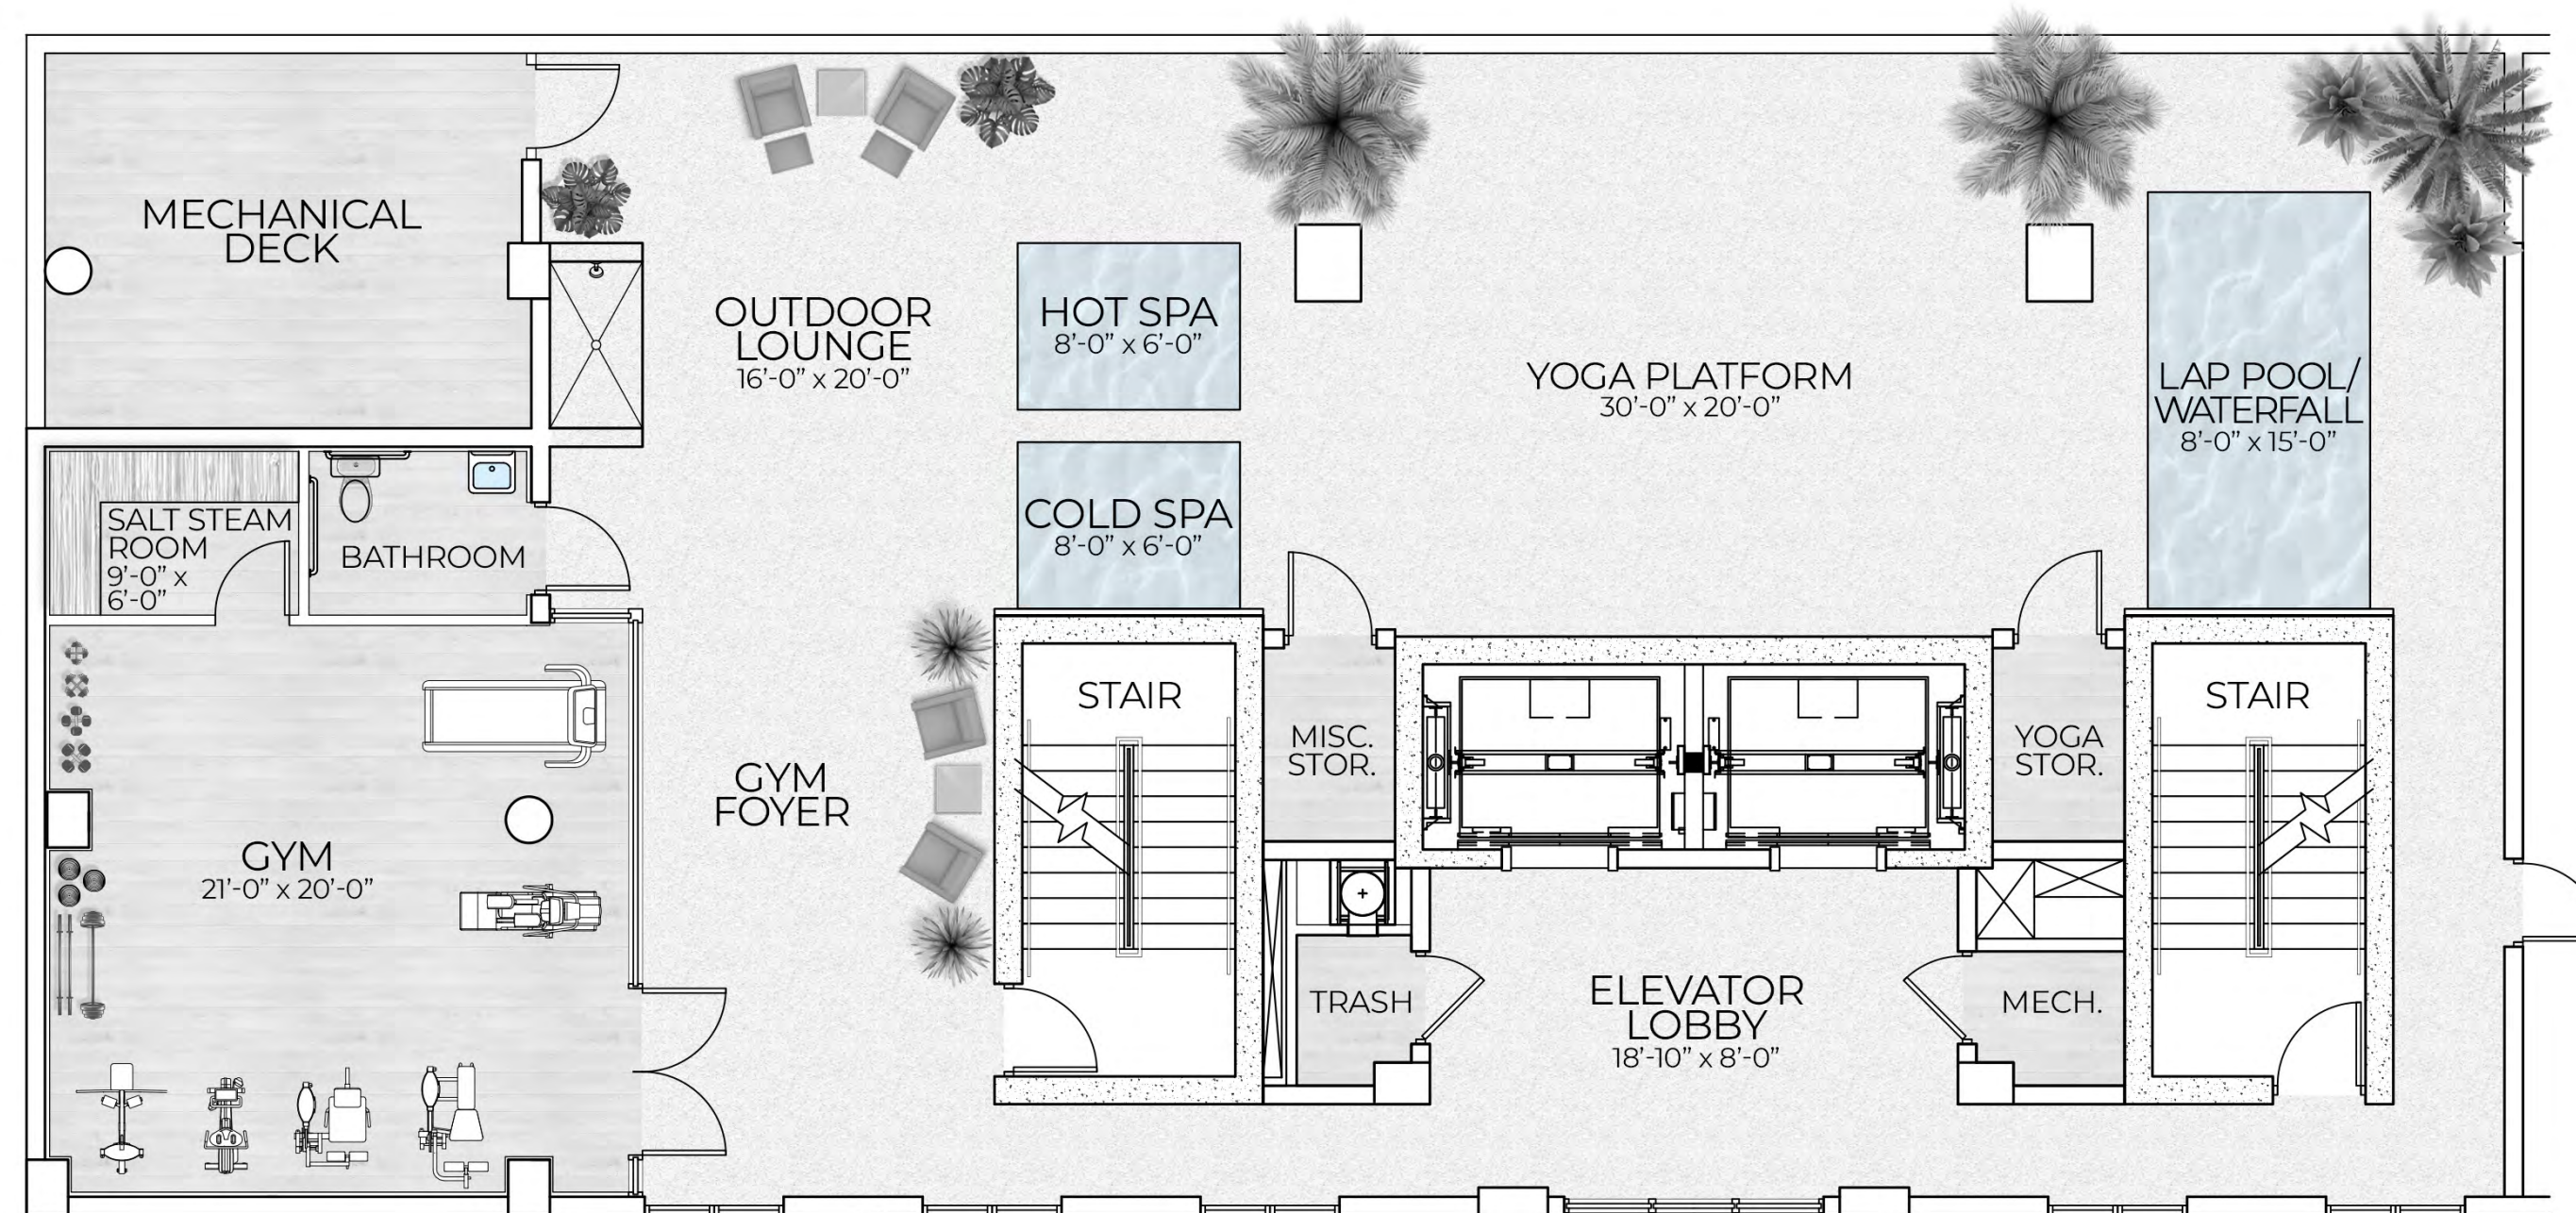 MECHANICAL
DECK
OUTDOOR
LOUNGE
16’-0” x 20’-0”
HOT SPA
8’-0” x 6’-0”
YOGA PLATFORM
30’-0” x 20’-0”
LAP POOL/
WATERFALL
8’-0” x 15’-0”
SALT STEAM
ROOM
9’-0” x
6’-0”
BATHROOM
COLD SPA
8’-0” x 6’-0”
GYM
21’-0” x 20’-0”
GYM
FOYER
STAIR
MISC.
STOR.
YOGA
STOR.
STAIR
TRASH
ELEVATOR
LOBBY
18’-10” x 8’-0”
MECH.